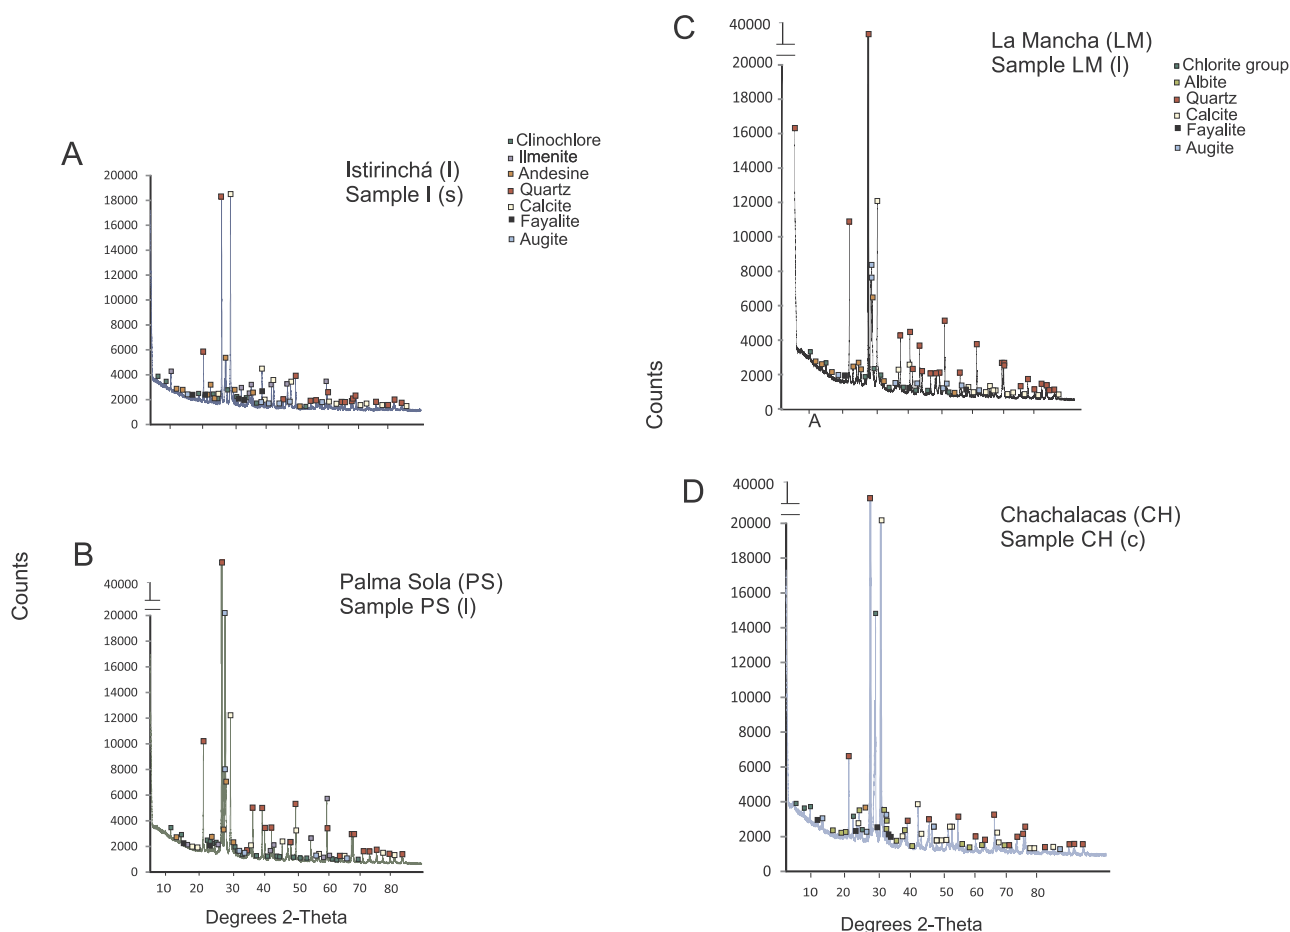 A
Istirinchá (I)
Sample I (s)
Clinochlore
Ilmenite
Andesine
Quartz
Calcite
Fayalite
Augite
20000
18000
16000
14000
12000
10000
8000
6000
4000
2000
0
B
Palma Sola (PS)
Sample PS (l)
Counts
40000
20000
18000
16000
14000
12000
10000
8000
6000
4000
2000
0
10 20 30 40 50 60 70 80
Degrees 2-Theta
C
La Mancha (LM)
Sample LM (l)
Chlorite group
Albite
Quartz
Calcite
Fayalite
Augite
40000
20000
18000
16000
14000
12000
10000
8000
6000
4000
2000
0
A
Counts
D
Chachalacas (CH)
Sample CH (c)
40000
20000
18000
16000
14000
12000
10000
8000
6000
4000
2000
0
10 20 30 40 50 60 70 80
Degrees 2-Theta